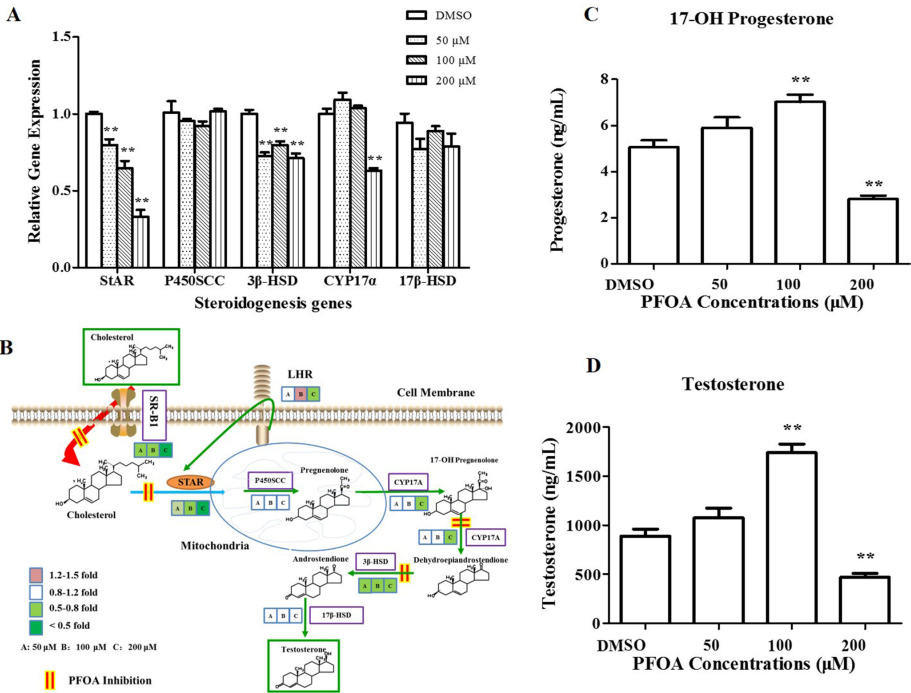 A
DMSO
50 μM
100 μM
200 μM
Relative Gene Expression
1.5
1.0
0.5
0.0
**
**
**
**
**
**
**
StAR
P450SCC
3β-HSD
CYP17α
17β-HSD
Steroidogenesis genes
B
Cholesterol
SR-B1
A B C
LHR
A B C
Cell Membrane
Cholesterol
STAR
A B C
P450SCC
A B C
Pregnenolone
CYP17A
A B C
17-OH Pregnenolone
A B C
CYP17A
Mitochondria
Androstendione
3β-HSD
A B C
Dehydroepiandrostendione
A B C
17β-HSD
Testosterone
1.2-1.5 fold
0.8-1.2 fold
0.5-0.8 fold
< 0.5 fold
A: 50 μM B: 100 μM C: 200 μM
PFOA Inhibition
C
17-OH Progesterone
Progesterone (ng/mL)
8
6
4
2
0
**
**
DMSO
50
100
200
PFOA Concentrations (μM)
D
Testosterone
Testosterone (ng/mL)
2000
1500
1000
500
0
**
**
DMSO
50
100
200
PFOA Concentrations (μM)